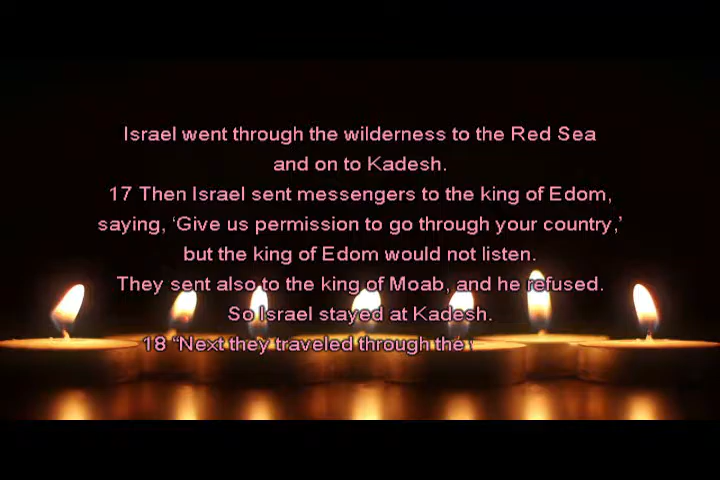 Israel went through the wilderness to the Red Sea
and on to Kadesh.
17 Then Israel sent messengers to the king of Edom,
saying, ‘Give us permission to go through your country,’
but the king of Edom would not listen.
They sent also to the king of Moab, and he refused.
So Israel stayed at Kadesh.
18 “Next they traveled through the